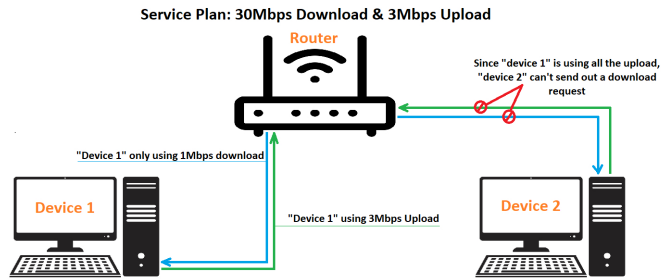 Service Plan: 30Mbps Download & 3Mbps Upload
Router
Since "device 1" is using all the upload,
"device 2" can't send out a download
request
"Device 1" only using 1Mbps download
Device 1
"Device 1" using 3Mbps Upload
Device 2